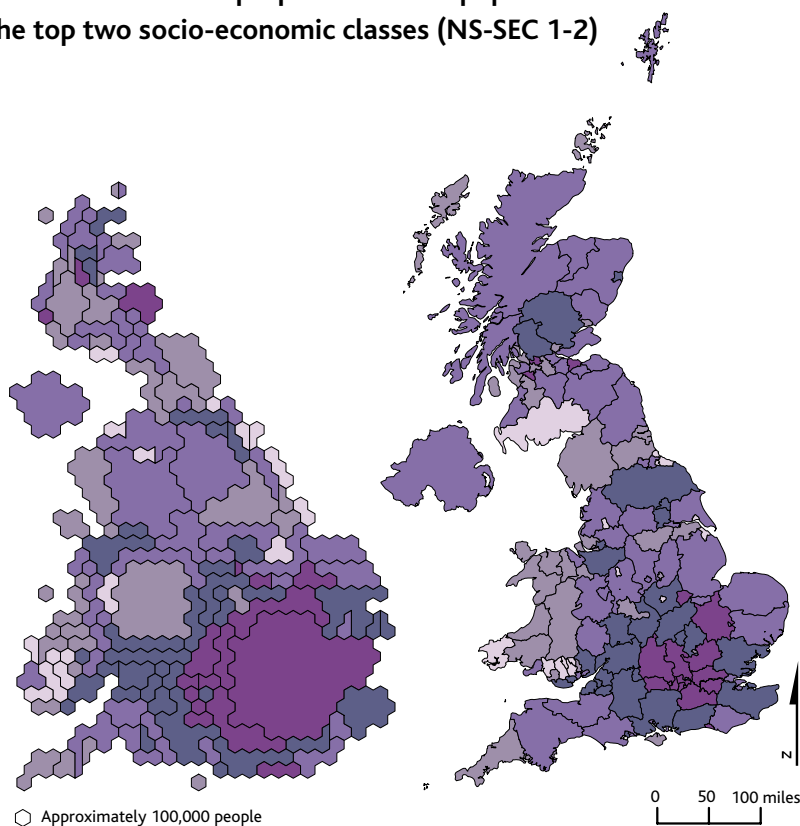 he top two socio-economic classes (NS-SEC 1-2)
N
0 50 100 miles
Approximately 100,000 people